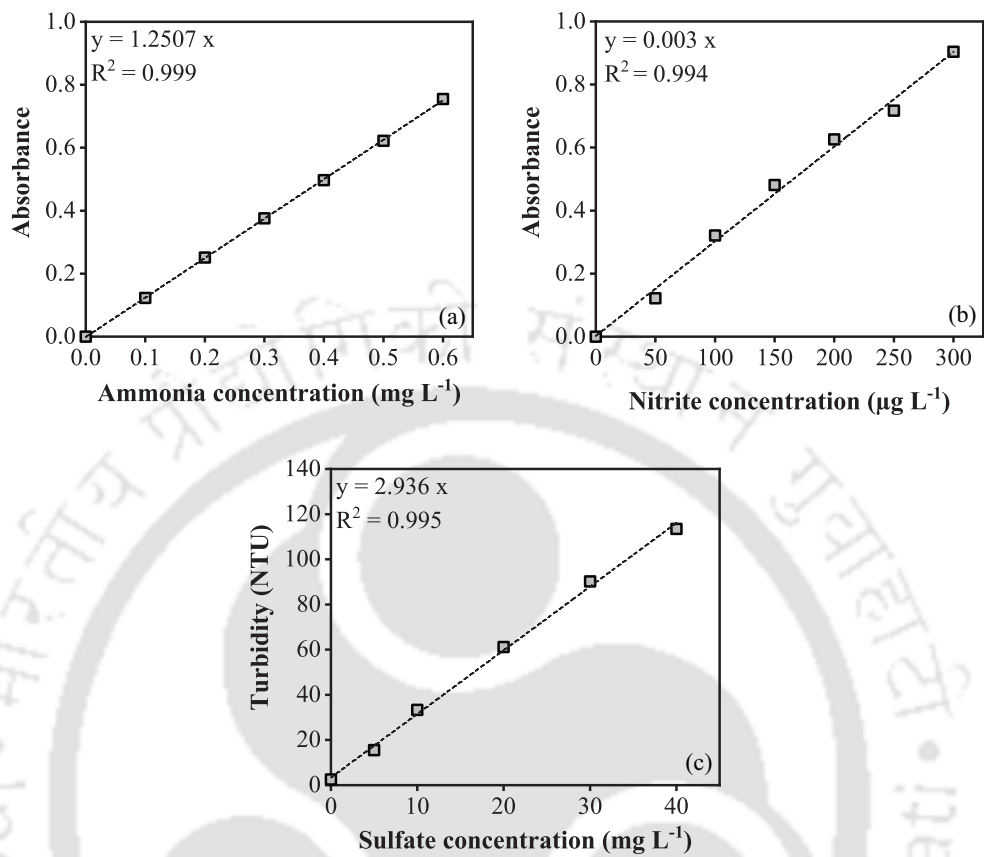 y = 1.2507 x
R² = 0.999
Absorbance
1.0
0.8
0.6
0.4
0.2
0.0
0.0 0.1 0.2 0.3 0.4 0.5 0.6
(a)
Ammonia concentration (mg L⁻¹)
y = 0.003 x
R² = 0.994
Absorbance
1.0
0.8
0.6
0.4
0.2
0.0
0 50 100 150 200 250 300
(b)
Nitrite concentration (µg L⁻¹)
y = 2.936 x
R² = 0.995
Turbidity (NTU)
140
120
100
80
60
40
20
0
0 10 20 30 40
(c)
Sulfate concentration (mg L⁻¹)